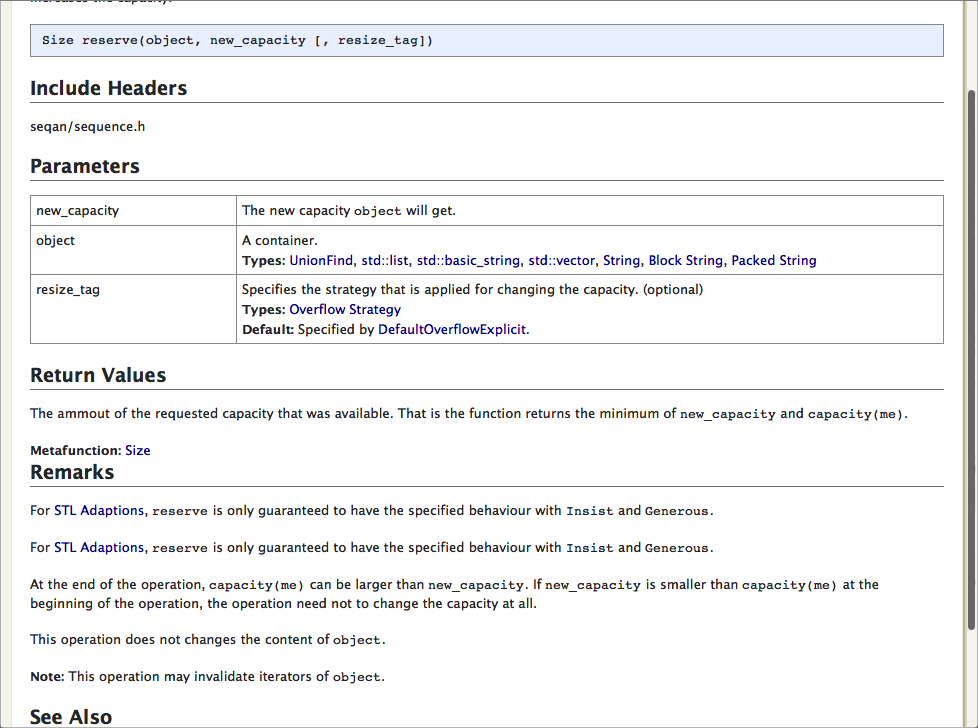 increases the capacity.
Size reserve(object, new_capacity [, resize_tag])
Include Headers
seqan/sequence.h
Parameters
new_capacity The new capacity object will get.
object A container.
Types: UnionFind, std::list, std::basic_string, std::vector, String, Block String, Packed String
resize_tag Specifies the strategy that is applied for changing the capacity. (optional)
Types: Overflow Strategy
Default: Specified by DefaultOverflowExplicit.
Return Values
The ammout of the requested capacity that was available. That is the function returns the minimum of new_capacity and capacity(me).
Metafunction: Size
Remarks
For STL Adaptions, reserve is only guaranteed to have the specified behaviour with Insist and Generous.
For STL Adaptions, reserve is only guaranteed to have the specified behaviour with Insist and Generous.
At the end of the operation, capacity(me) can be larger than new_capacity. If new_capacity is smaller than capacity(me) at the
beginning of the operation, the operation need not to change the capacity at all.
This operation does not changes the content of object.
Note: This operation may invalidate iterators of object.
See Also